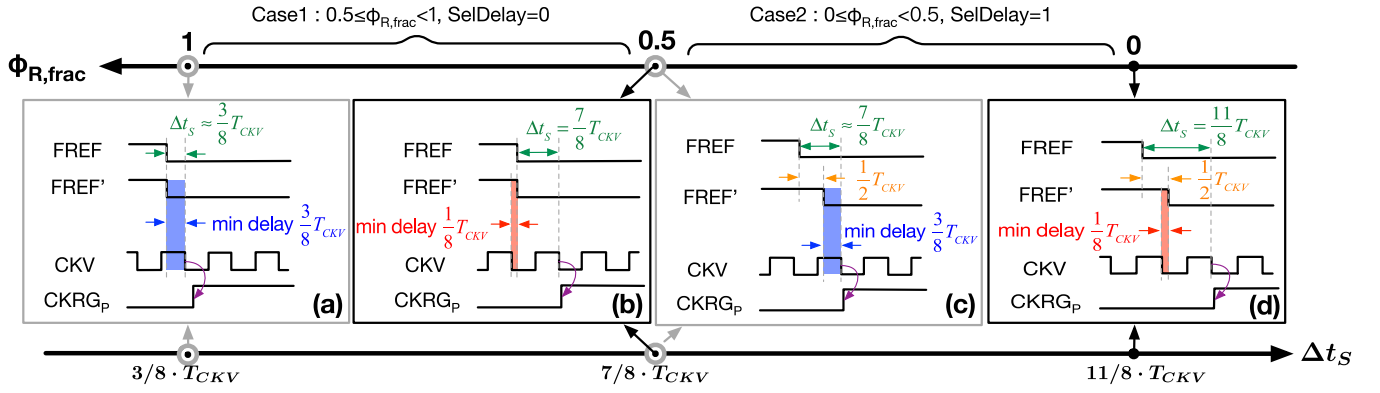 Case1 : 0.5≤ϕR,frac<1, SelDelay=0
Case2 : 0≤ϕR,frac<0.5, SelDelay=1
1
0.5
0
ΦR,frac
ΔtS ≈ 3/8 TCKV
FREF
FREF'
min delay 3/8 TCKV
CKV
CKRGP
(a)
ΔtS = 7/8 TCKV
FREF
FREF'
min delay 1/8 TCKV
CKV
CKRGP
(b)
ΔtS ≈ 7/8 TCKV
FREF
1/2 TCKV
FREF'
min delay 3/8 TCKV
CKV
CKRGP
(c)
ΔtS = 11/8 TCKV
FREF
1/2 TCKV
FREF'
min delay 1/8 TCKV
CKV
CKRGP
(d)
3/8 · TCKV
7/8 · TCKV
11/8 · TCKV
ΔtS